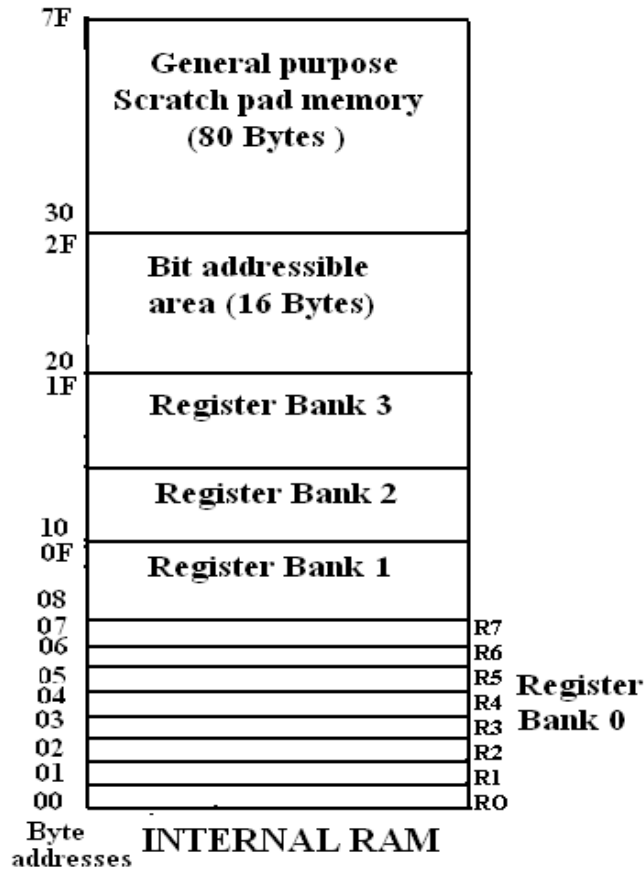 7F
General purpose
Scratch pad memory
(80 Bytes )
30
2F
Bit addressible
area (16 Bytes)
20
1F
Register Bank 3
Register Bank 2
10
0F
Register Bank 1
08
07
R7
06
R6
05
R5
04
R4
Register
Bank 0
03
R3
02
R2
01
R1
00
RO
Byte
addresses
INTERNAL RAM